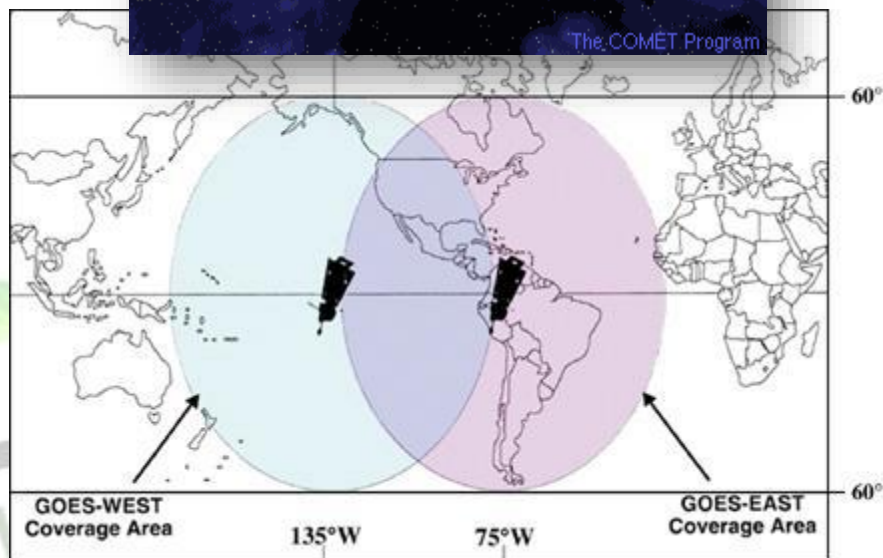 The COMET Program
60°
GOES-WEST
Coverage Area
GOES-EAST
Coverage Area
60°
135°W
75°W